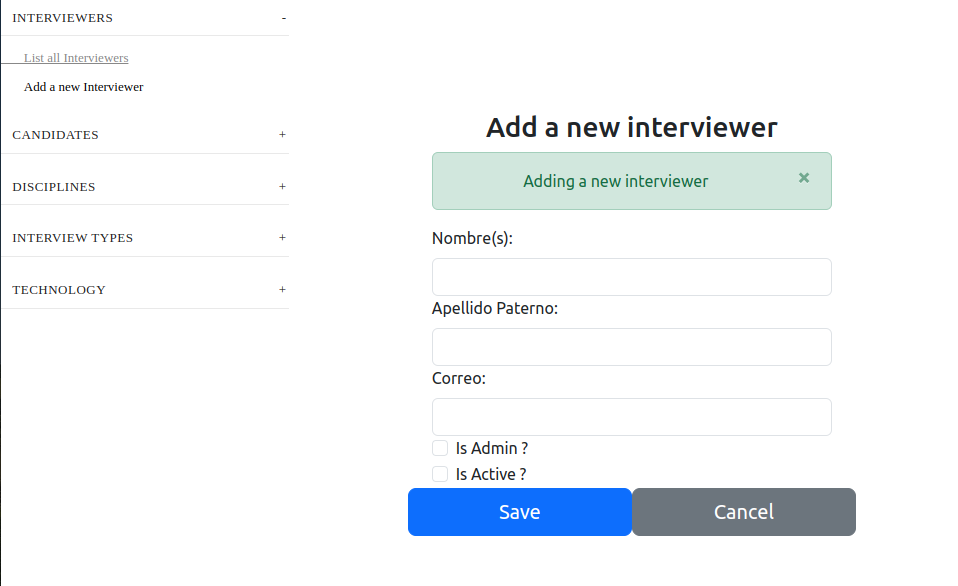 INTERVIEWERS -
List all Interviewers
Add a new Interviewer
CANDIDATES +
DISCIPLINES +
INTERVIEW TYPES +
TECHNOLOGY +
Add a new interviewer
Adding a new interviewer ×
Nombre(s):
Apellido Paterno:
Correo:
Is Admin ?
Is Active ?
Save Cancel